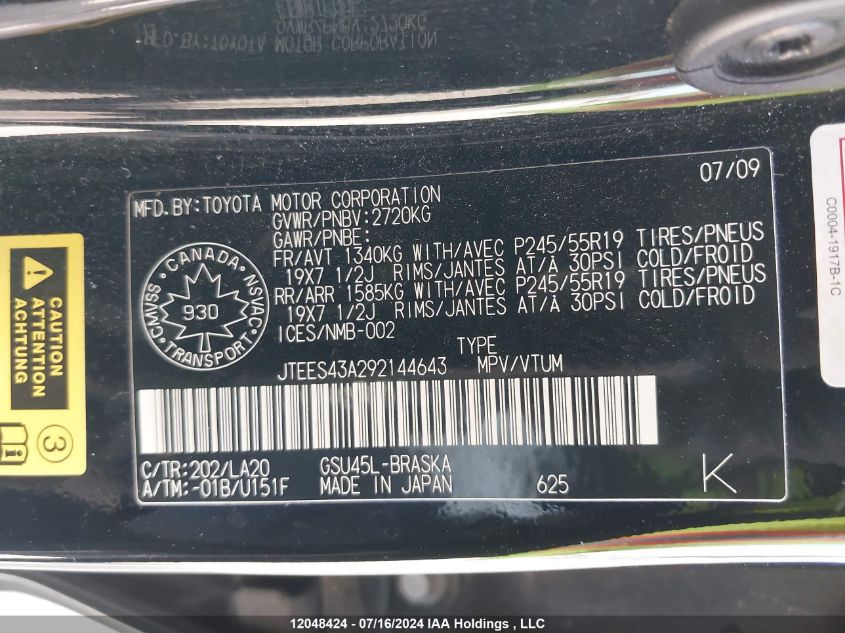 07/09
MFD.BY:TOYOTA MOTOR CORPORATION
GVWR/PNBV:2720KG
GAWR/PNBE:
FR/AVT 1340KG WITH/AVEC P245/55R19 TIRES/PNEUS
19X7 1/2J RIMS/JANTES AT/À 30PSI COLD/FROID
RR/ARR 1585KG WITH/AVEC P245/55R19 TIRES/PNEUS
19X7 1/2J RIMS/JANTES AT/À 30PSI COLD/FROID
ICES/NMB-002
CANADA
CMVSS NSVAC
930
TRANSPORT
TYPE
JTEES43A292144643 MPV/VTUM
C/TR:202/LA20 GSU45L-BRASKA
A/TM:-01B/U151F MADE IN JAPAN 625 K
CAUTION
ATTENTION
ACHTUNG
3
C0004-1917B-1C
12048424 - 07/16/2024 IAA Holdings , LLC